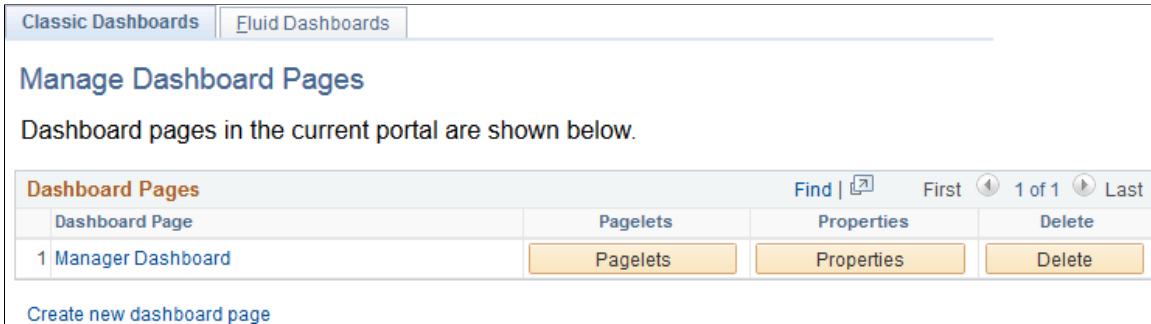 Classic Dashboards Fluid Dashboards
Manage Dashboard Pages
Dashboard pages in the current portal are shown below.
Dashboard Pages Find | First 1 of 1 Last
Dashboard Page Pagelets Properties Delete
1 Manager Dashboard Pagelets Properties Delete
Create new dashboard page